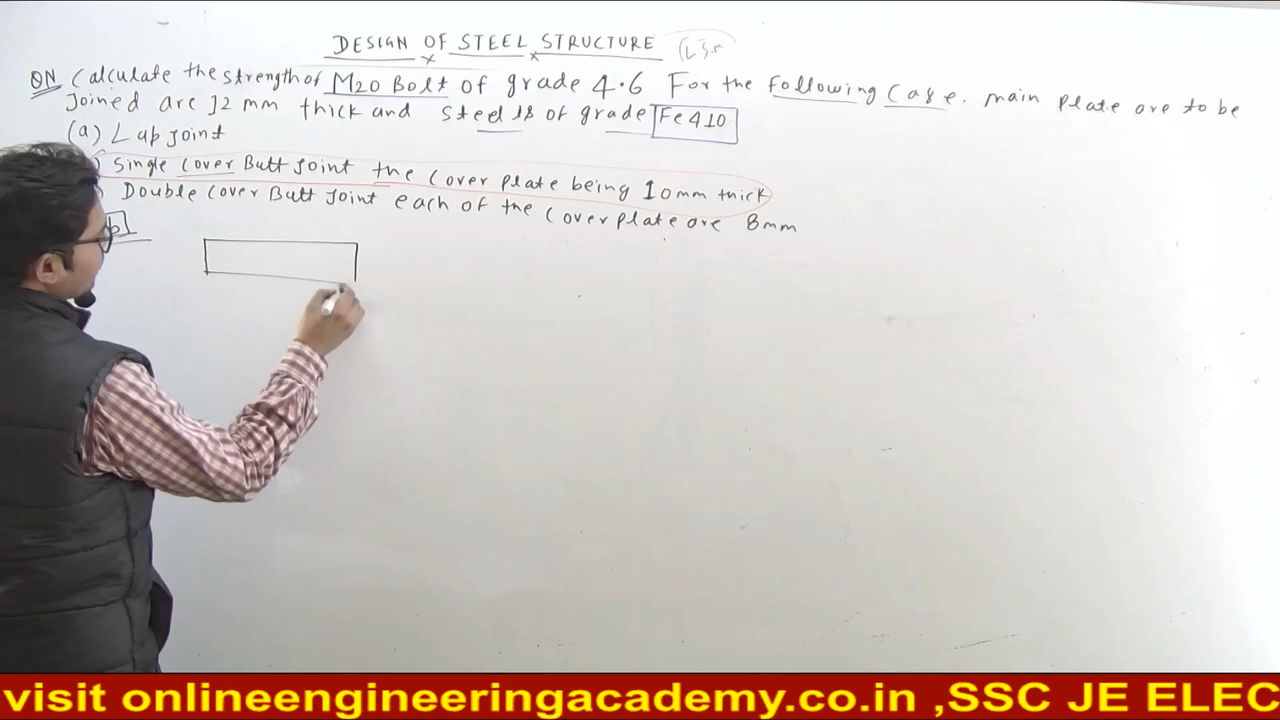 DESIGN OF STEEL STRUCTURE
QN Calculate the strength of M20 Bolt of grade 4.6 For the following Case. main plate are to be
Joined are 12 mm thick and steel is of grade Fe 410
(a) Lap joint
Single Cover Butt Joint the Cover plate being 10mm thick
Double Cover Butt Joint each of the Cover plate are 8mm
b
visit onlineengineeringacademy.co.in ,SSC JE ELEC